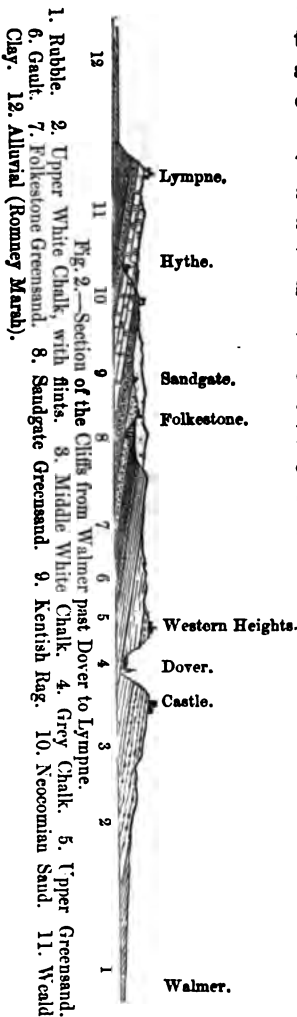 Lympne.
Hythe.
Sandgate.
Folkestone.
Western Heights.
Dover.
Castle.
Walmer.
12 11 10 9 8 7 6 5 4 3 2 1
Fig. 2.—Section of the Cliffs from Walmer past Dover to Lympne.
1. Rubble. 2. Upper White Chalk, with flints. 3. Middle White Chalk. 4. Grey Chalk. 5. Upper Greensand.
6. Gault. 7. Folkestone Greensand. 8. Sandgate Greensand. 9. Kentish Rag. 10. Neocomian Sand. 11. Weald
Clay. 12. Alluvial (Romney Marsh).